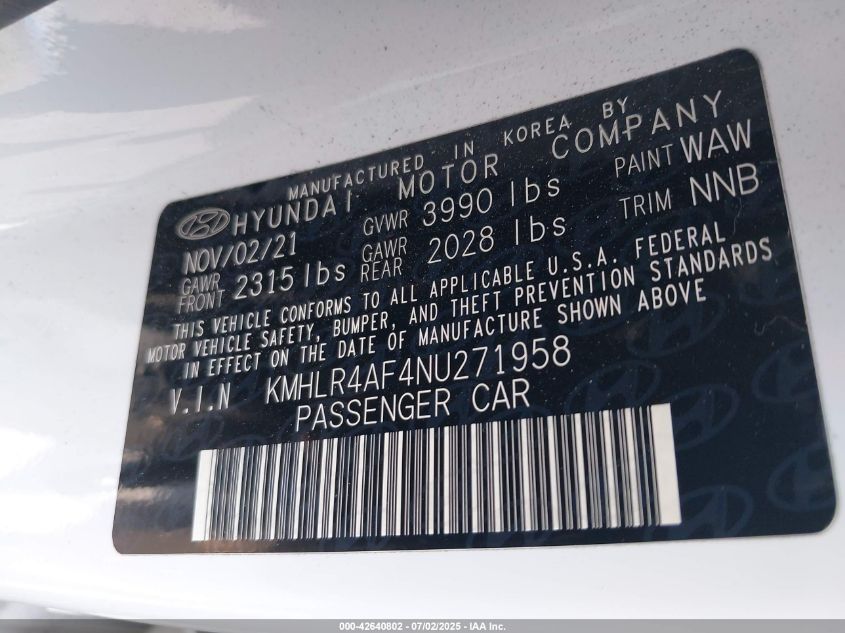 MANUFACTURED IN KOREA BY
HYUNDAI MOTOR COMPANY
NOV/02/21 GVWR 3990 lbs PAINT WAW
GAWR FRONT 2315 lbs GAWR REAR 2028 lbs TRIM NNB
THIS VEHICLE CONFORMS TO ALL APPLICABLE U.S.A. FEDERAL
MOTOR VEHICLE SAFETY, BUMPER, AND THEFT PREVENTION STANDARDS
IN EFFECT ON THE DATE OF MANUFACTURE SHOWN ABOVE
V.I.N KMHLR4AF4NU271958
PASSENGER CAR
000-42640802 - 07/02/2025 - IAA Inc.